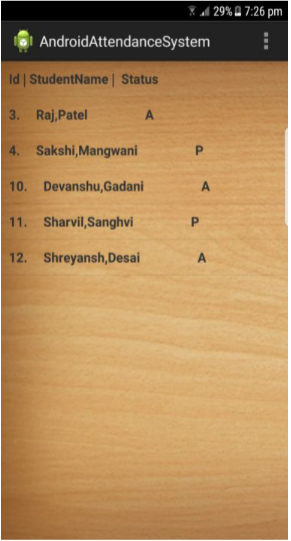 29% 7:26 pm
AndroidAttendanceSystem
Id | StudentName | Status
3. Raj,Patel A
4. Sakshi,Mangwani P
10. Devanshu,Gadani A
11. Sharvil,Sanghvi P
12. Shreyansh,Desai A